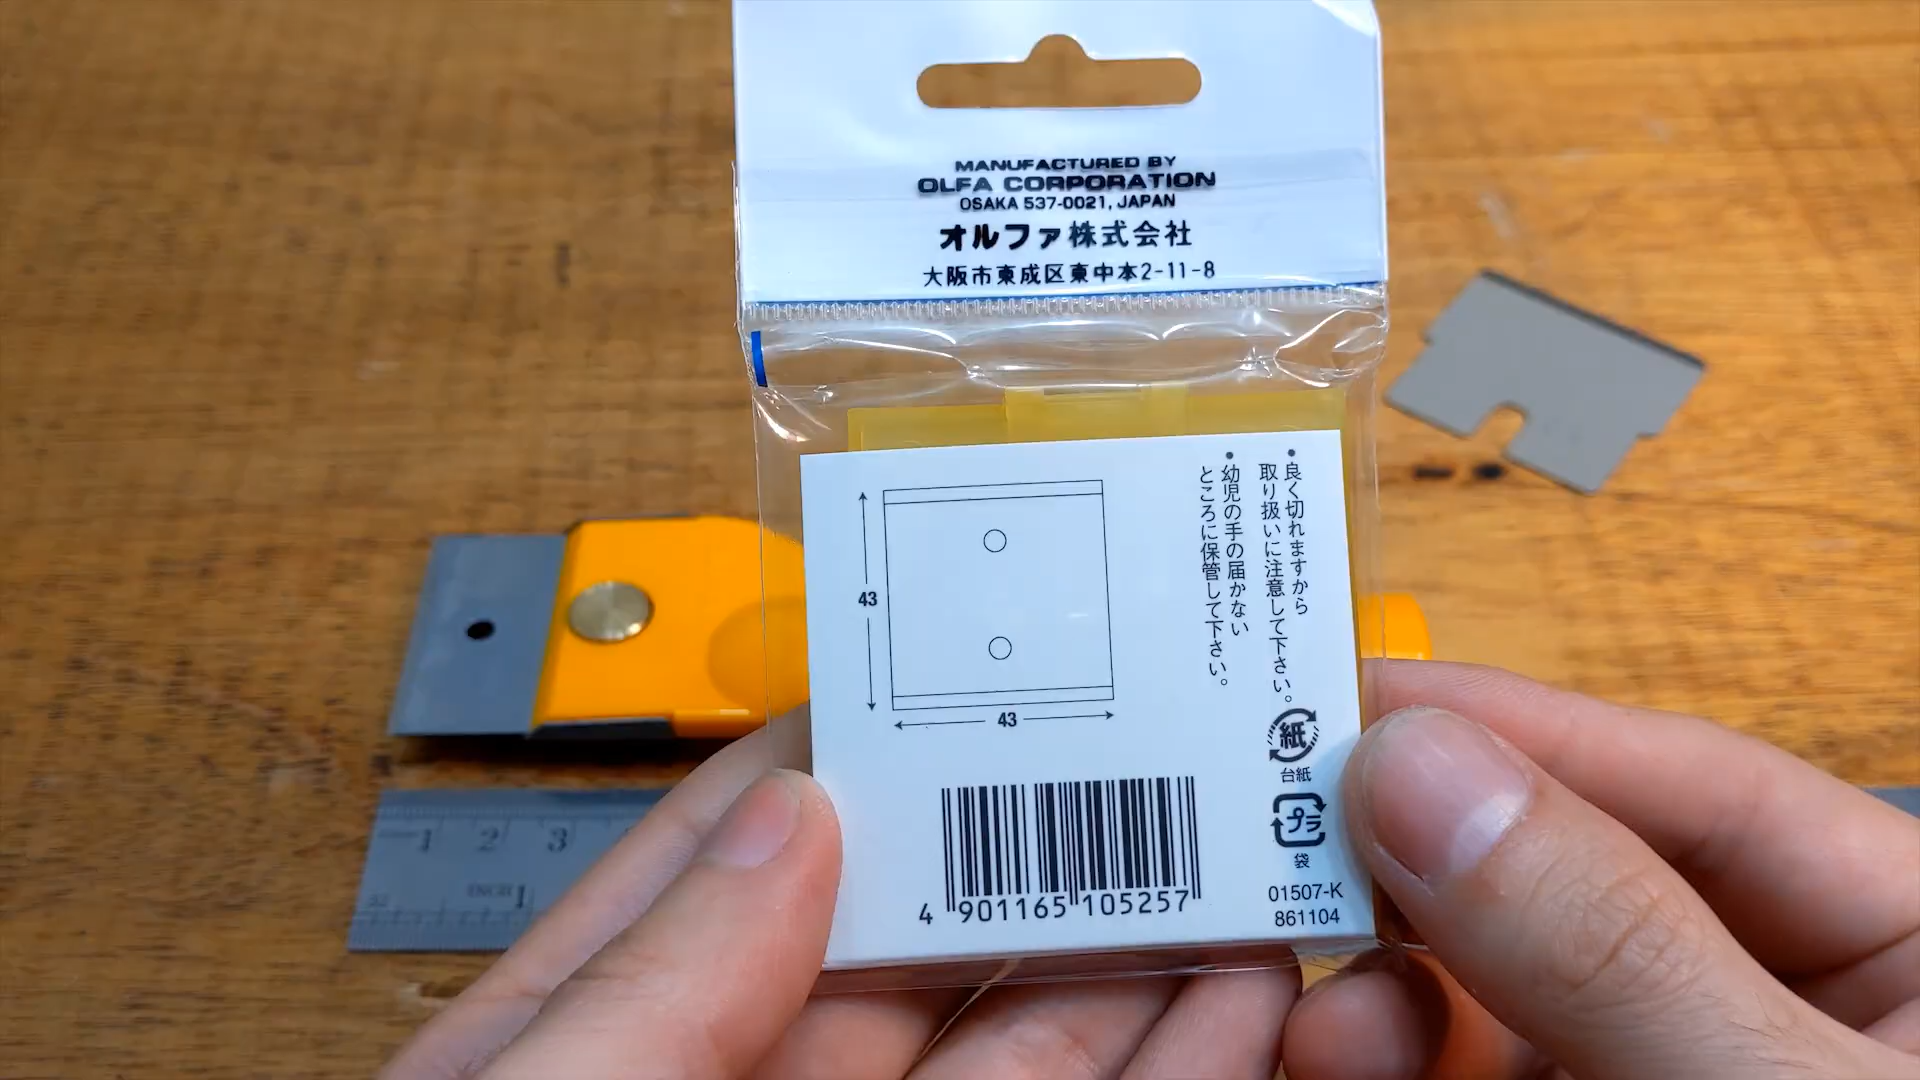 MANUFACTURED BY
OLFA CORPORATION
OSAKA 537-0021, JAPAN
オルファ株式会社
大阪市東成区東中本2-11-8
43
43
• 良く切れますから
取り扱いに注意して下さい。
• 幼児の手の届かない
ところに保管して下さい。
紙
台紙
プラ
袋
01507-K
861104
4 901165 105257
1 2 3
1